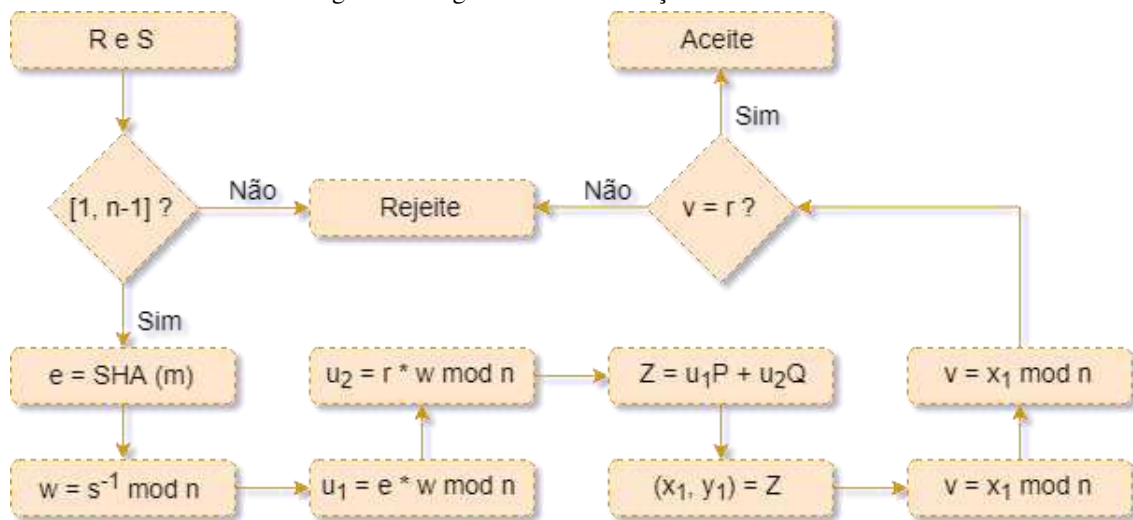 R e S
Aceite
Sim
[1, n-1] ?
Não
Rejeite
Não
v = r ?
Sim
e = SHA (m)
u₂ = r * w mod n
Z = u₁P + u₂Q
v = x₁ mod n
w = s⁻¹ mod n
u₁ = e * w mod n
(x₁, y₁) = Z
v = x₁ mod n